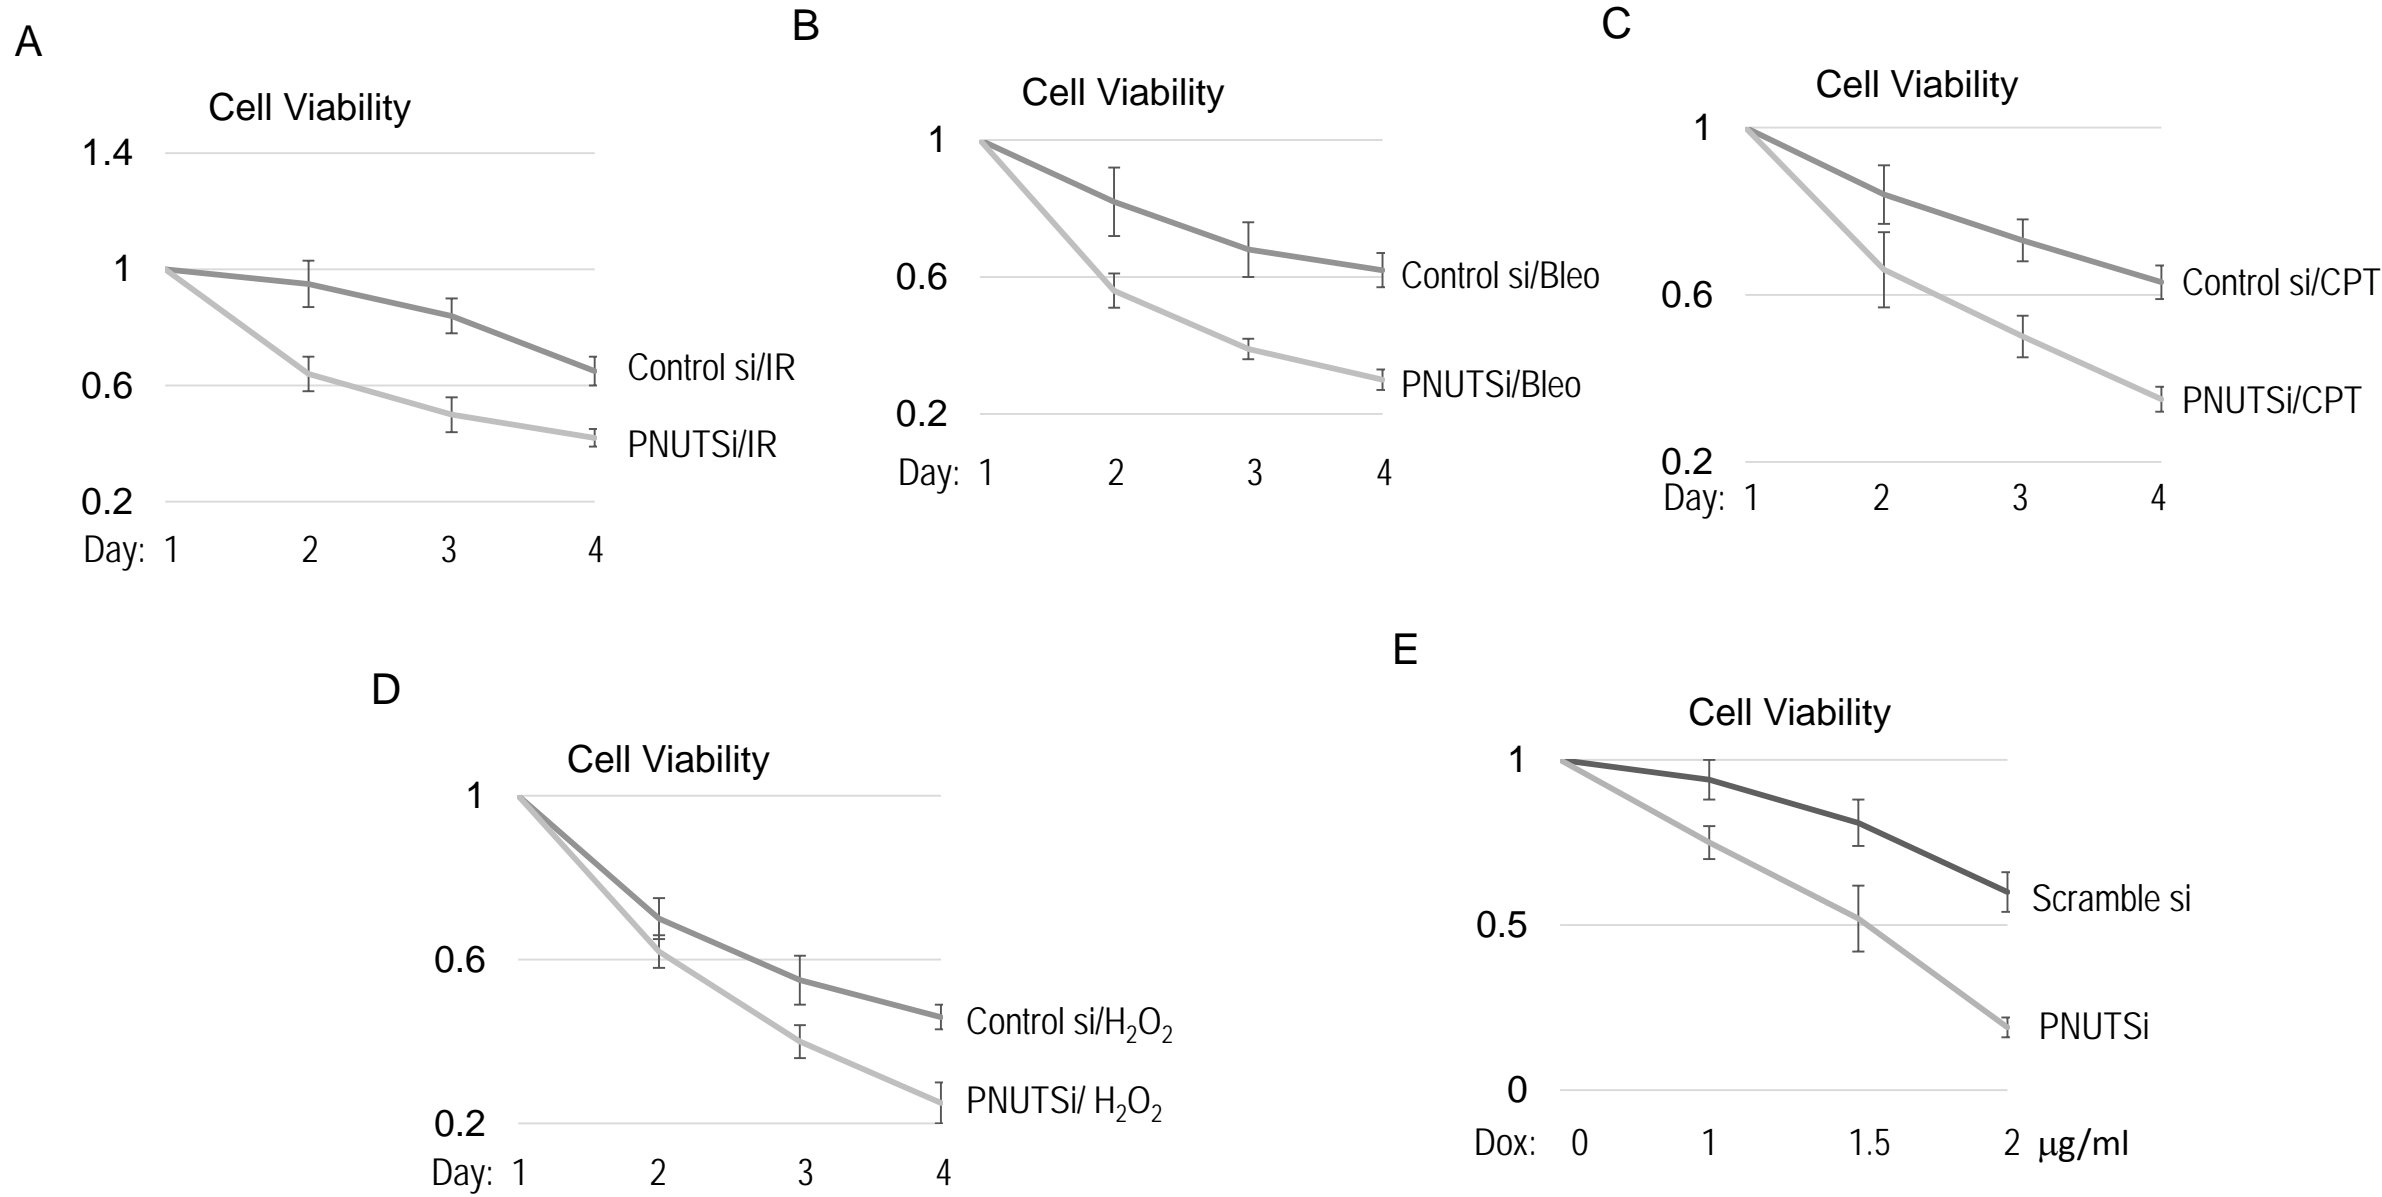 A
Cell Viability
1.4
1
0.6
0.2
Control si/IR
PNUTSi/IR
Day: 1 2 3 4
B
Cell Viability
1
0.6
0.2
Control si/Bleo
PNUTSi/Bleo
Day: 1 2 3 4
C
Cell Viability
1
0.6
0.2
Control si/CPT
PNUTSi/CPT
Day: 1 2 3 4
D
Cell Viability
1
0.6
0.2
Control si/H₂O₂
PNUTSi/ H₂O₂
Day: 1 2 3 4
E
Cell Viability
1
0.5
0
Scramble si
PNUTSi
Dox: 0 1 1.5 2 μg/ml